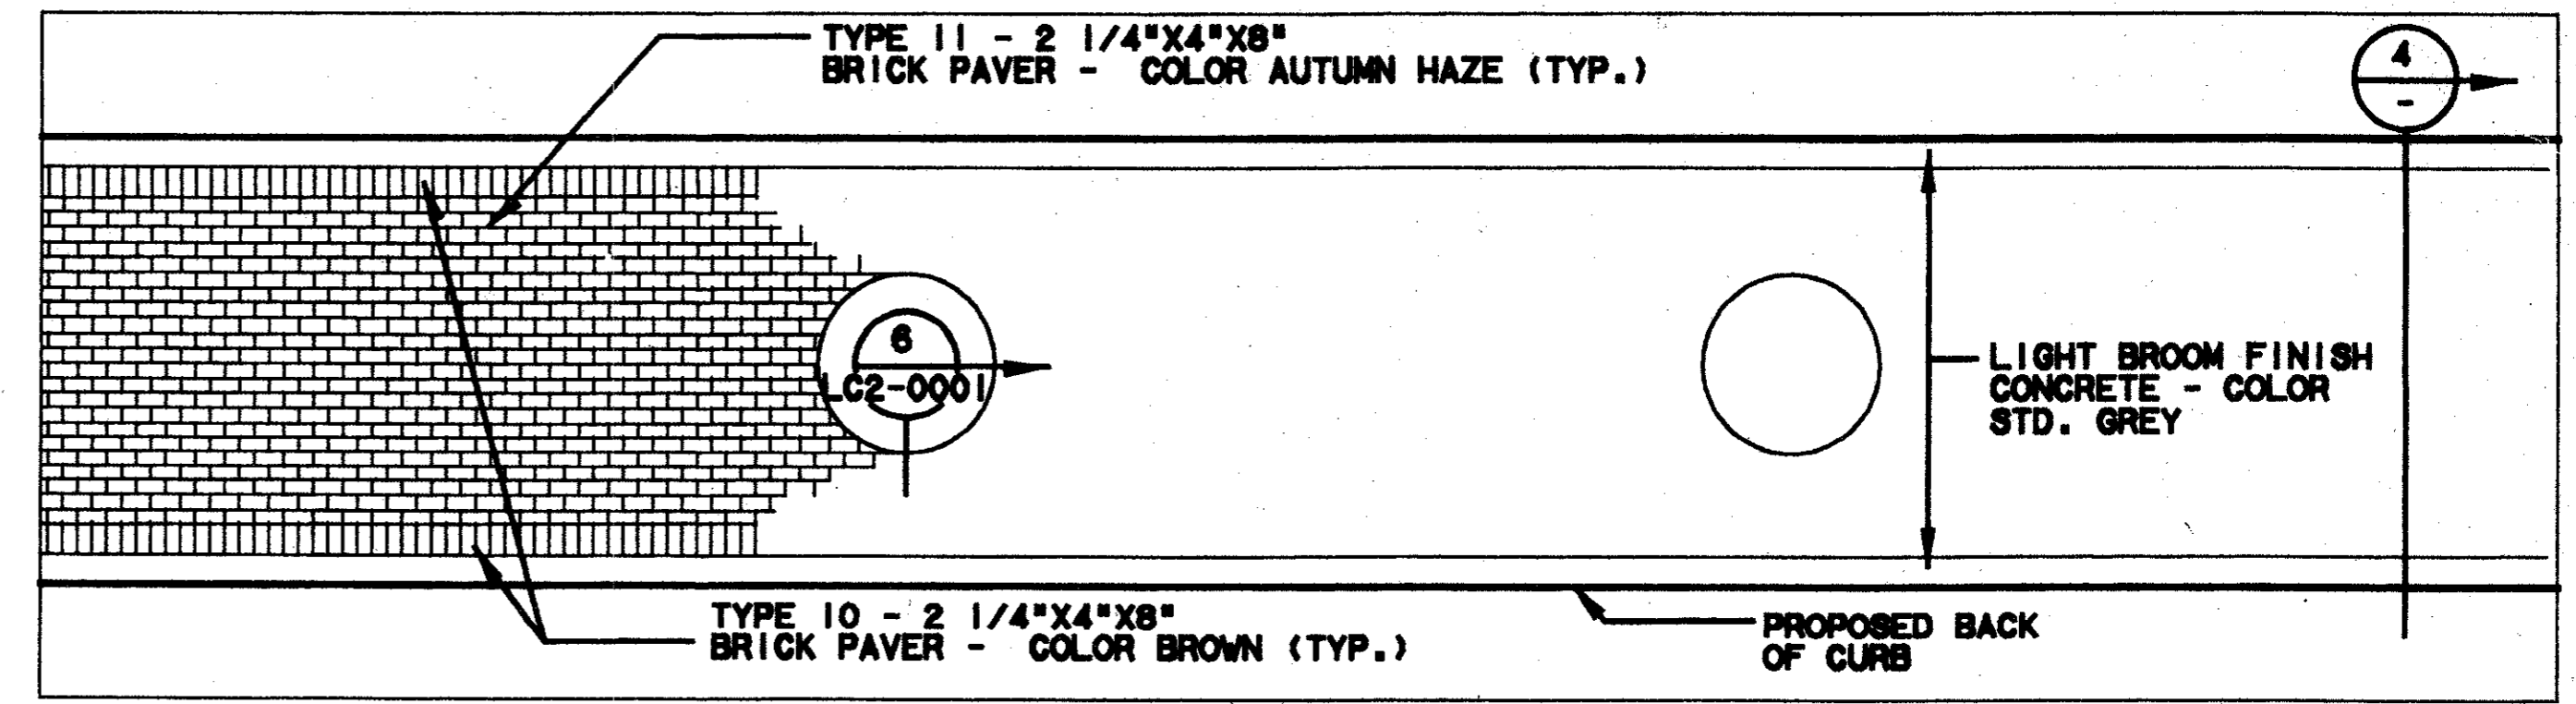 TYPE 11 - 2 1/4"X4"X8"
BRICK PAVER - COLOR AUTUMN HAZE (TYP.)
4
-
6
LC2-0001
LIGHT BROOM FINISH
CONCRETE - COLOR
STD. GREY
TYPE 10 - 2 1/4"X4"X8"
BRICK PAVER - COLOR BROWN (TYP.)
PROPOSED BACK
OF CURB